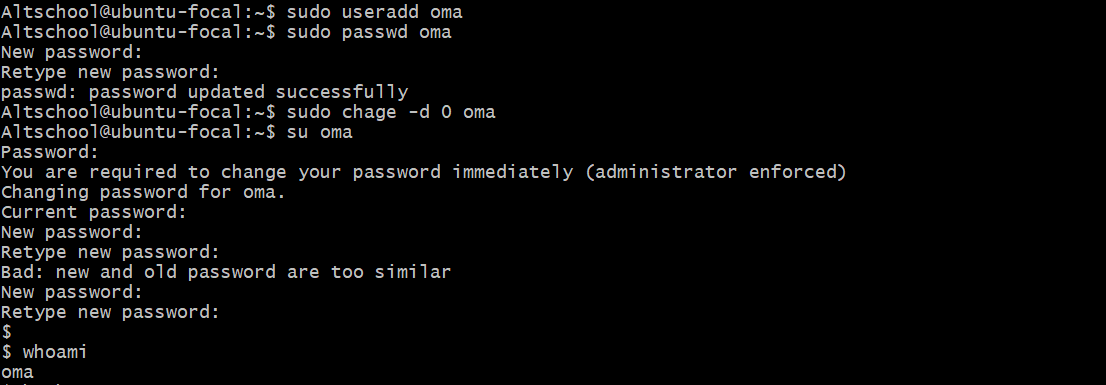 Altschool@ubuntu-focal:~$ sudo useradd oma
Altschool@ubuntu-focal:~$ sudo passwd oma
New password:
Retype new password:
passwd: password updated successfully
Altschool@ubuntu-focal:~$ sudo chage -d 0 oma
Altschool@ubuntu-focal:~$ su oma
Password:
You are required to change your password immediately (administrator enforced)
Changing password for oma.
Current password:
New password:
Retype new password:
Bad: new and old password are too similar
New password:
Retype new password:
$
$ whoami
oma